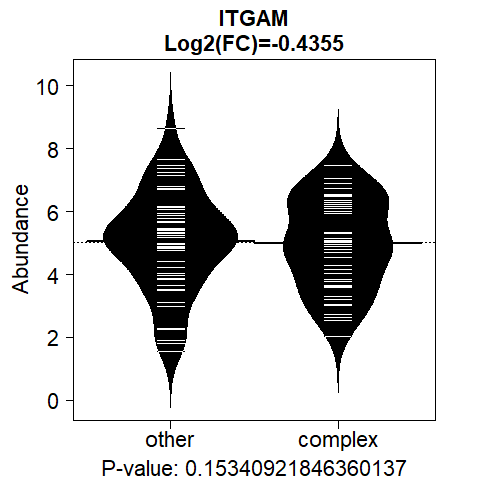 ITGAM
Log2(FC)=-0.4355
Abundance
10
8
6
4
2
0
other complex
P-value: 0.15340921846360137